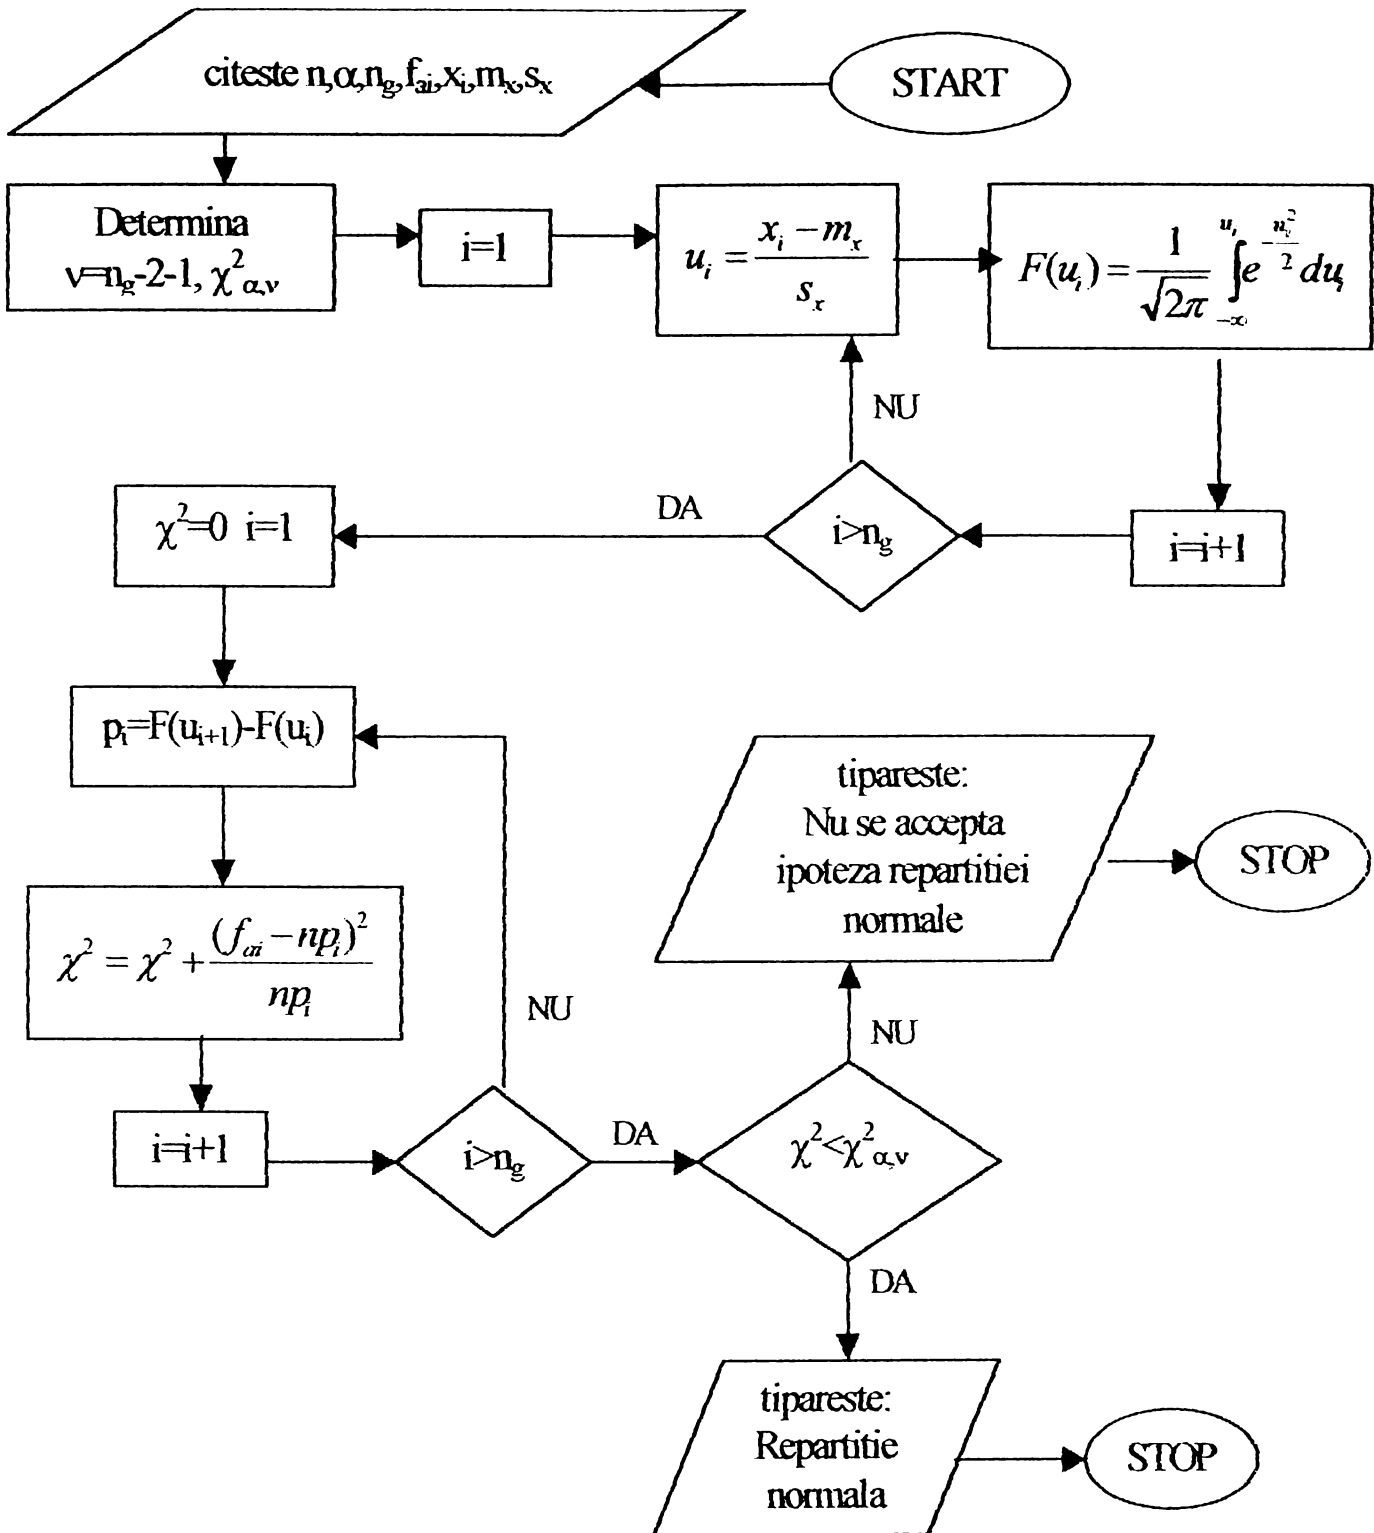 START
citeste n,α,n_g,f_ai,x_i,m_x,s_x
Determina
ν=n_g-2-1, χ²_α,ν
i=1
u_i = (x_i − m_x) / s_x
F(u_i) = 1/√(2π) ∫_{-∞}^{u_i} e^{-u_i²/2} du_i
NU
i=i+1
i>n_g
DA
χ²=0 i=1
p_i=F(u_{i+1})-F(u_i)
χ² = χ² + (f_ai − np_i)² / np_i
i=i+1
i>n_g
NU
DA
χ²<χ²_α,ν
NU
tipareste:
Nu se accepta
ipoteza repartitiei
normale
STOP
DA
tipareste:
Repartitie
normala
STOP